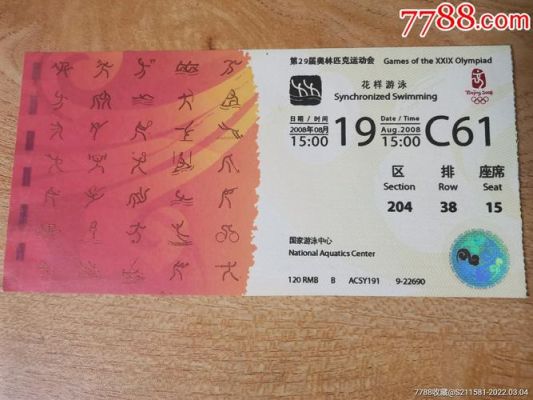 7788.com
第29届奥林匹克运动会 Games of the XXIX Olympiad
花样游泳
Synchronized Swimming
Beijing 2008
日期 / 时间 Date / Time
2008年08月 19 Aug.2008 C61
15:00 15:00
区 排 座席
Section Row Seat
204 38 15
国家游泳中心
National Aquatics Center
120 RMB B ACSY191 9-22690
7788收藏@S211581-2022.03.04